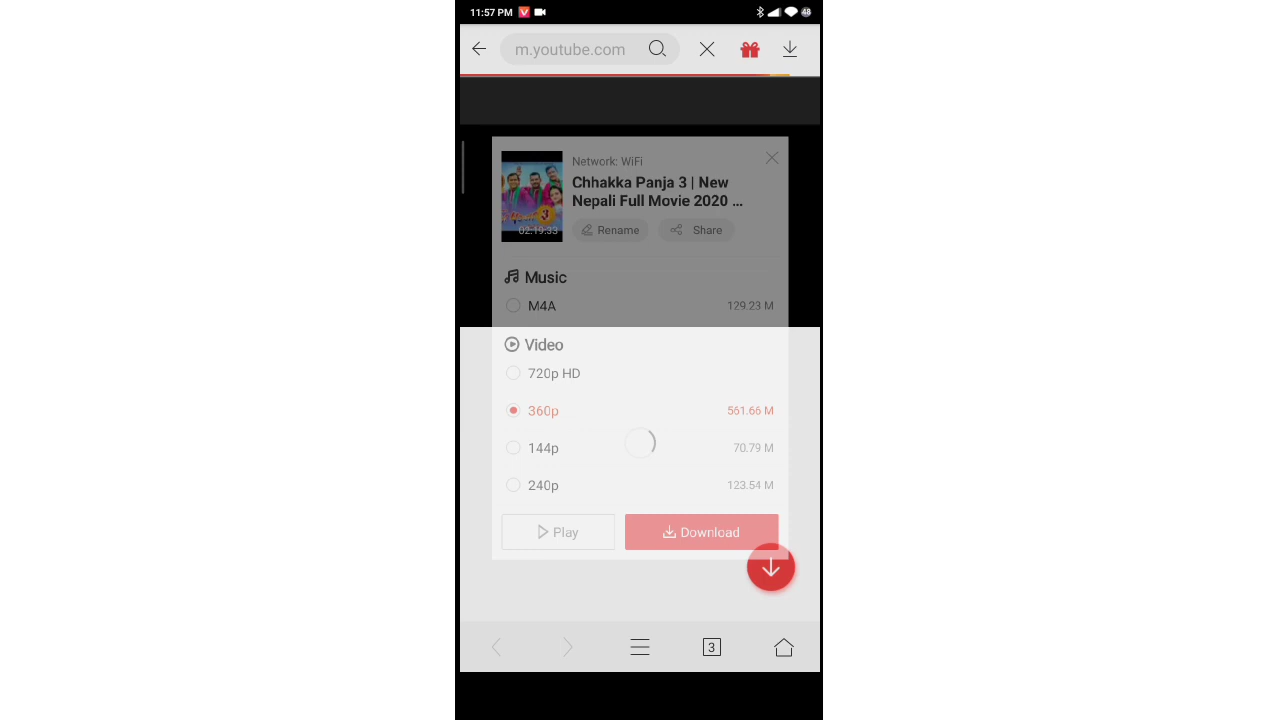 11:57 PM
48
m.youtube.com
Network: WiFi
Chhakka Panja 3 | New
Nepali Full Movie 2020 ...
3
02:19:33
Rename
Share
Music
M4A
129.23 M
Video
720p HD
360p
561.66 M
144p
70.79 M
240p
123.54 M
Play
Download
3